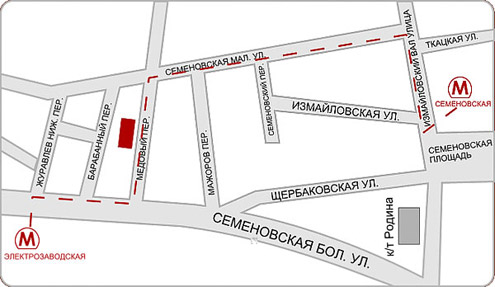 СЕМЕНОВСКАЯ МАЛ. УЛ.
ИЗМАЙЛОВСКИЙ ВАЛ УЛИЦА
ТКАЦКАЯ УЛ.
М
СЕМЕНОВСКАЯ
ЖУРАВЛЕВ НИЖ. ПЕР.
БАРАБАННЫЙ ПЕР.
МЕДОВЫЙ ПЕР.
МАЖОРОВ ПЕР.
СЕМЕНОВСКИЙ ПЕР.
ИЗМАЙЛОВСКАЯ УЛ.
СЕМЕНОВСКАЯ
ПЛОЩАДЬ
ЩЕРБАКОВСКАЯ УЛ.
СЕМЕНОВСКАЯ БОЛ. УЛ.
к/т Родина
М
ЭЛЕКТРОЗАВОДСКАЯ